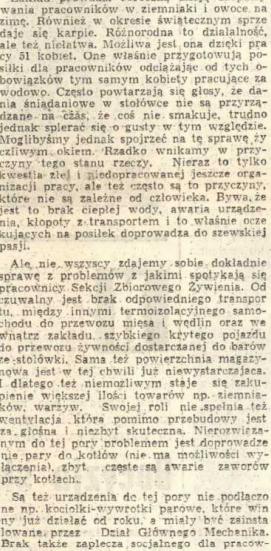 wania pracowników w ziemniaki i owoce na
zimę. Również w okresie świątecznym sprze
daje się karpie. Różnorodna to działalność,
ale też niełatwa. Możliwa jest ona dzięki pra
cy 51 kobiet. One właśnie przygotowują po-
siłki dla pracowników odciążając od tych o-
bowiązków tym samym kobiety pracujące za
wodowo. Często powtarzają się głosy, że da-
nia śniadaniowe w stołówce nie są przyrzą-
dzane na czas, że coś nie smakuje, trudno
jednak spierać się o gusty w tym względzie.
Moglibyśmy jednak spojrzeć na tę sprawę ży
czliwym okiem. Rzadko wnikamy w przy-
czyny tego stanu rzeczy. Nieraz to tylko
kwestia złej i niedopracowanej jeszcze orga-
nizacji pracy, ale też często są to przyczyny,
które nie są zależne od człowieka. Bywa, że
jest to brak ciepłej wody, awaria urządze-
nia, kłopoty z transportem i to właśnie ocze
kujących na posiłek doprowadza do szewskiej
pasji.
Ale nie wszyscy zdajemy sobie dokładnie
sprawę z problemów z jakimi spotykają się
pracownicy Sekcji Zbiorowego Żywienia. Od
czuwalny jest brak odpowiedniego transpor
tu, między innymi termoizolacyjnego samo-
chodu do przewozu mięsa i wędlin oraz we
wnątrz zakładu szybkiego krytego pojazdu
do przewozu żywności dostarczanej do barów
ze stołówki. Sama też powierzchnia magazy-
nowa jest w tej chwili już niewystarczająca.
I dlatego też niemożliwym staje się zaku-
pienie większej ilości towarów np. ziemnia-
ków, warzyw. Swojej roli nie spełnia też
wentylacja która pomimo przebudowy jest
za głośna i niezbyt skuteczna. Nierozwiąza-
nym do tej pory problemem jest doprowadze
nie pary do kotłów (nie ma możliwości wy-
łączenia), zbyt częste są awarie zaworów
przy kotłach.
Są też urządzenia do tej pory nie podłączo
ne np. kociołki-wywrotki parowe, które win
ny już działać od roku, a miały być zainsta
lowane przez Dział Głównego Mechanika.
Brak także zaplecza socjalnego dla pracow-